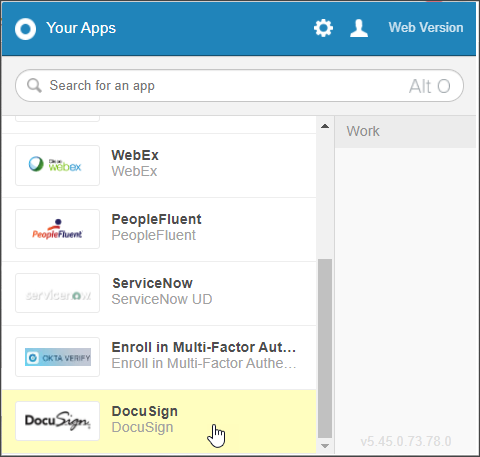 Your Apps
Web Version
Search for an app
Alt O
Work
Cisco webex
WebEx
WebEx
PeopleFluent
PeopleFluent
PeopleFluent
servicenow
ServiceNow
ServiceNow UD
OKTA VERIFY
Enroll in Multi-Factor Auth...
Enroll in Multi-Factor Authe...
DocuSign
DocuSign
DocuSign
v5.45.0.73.78.0